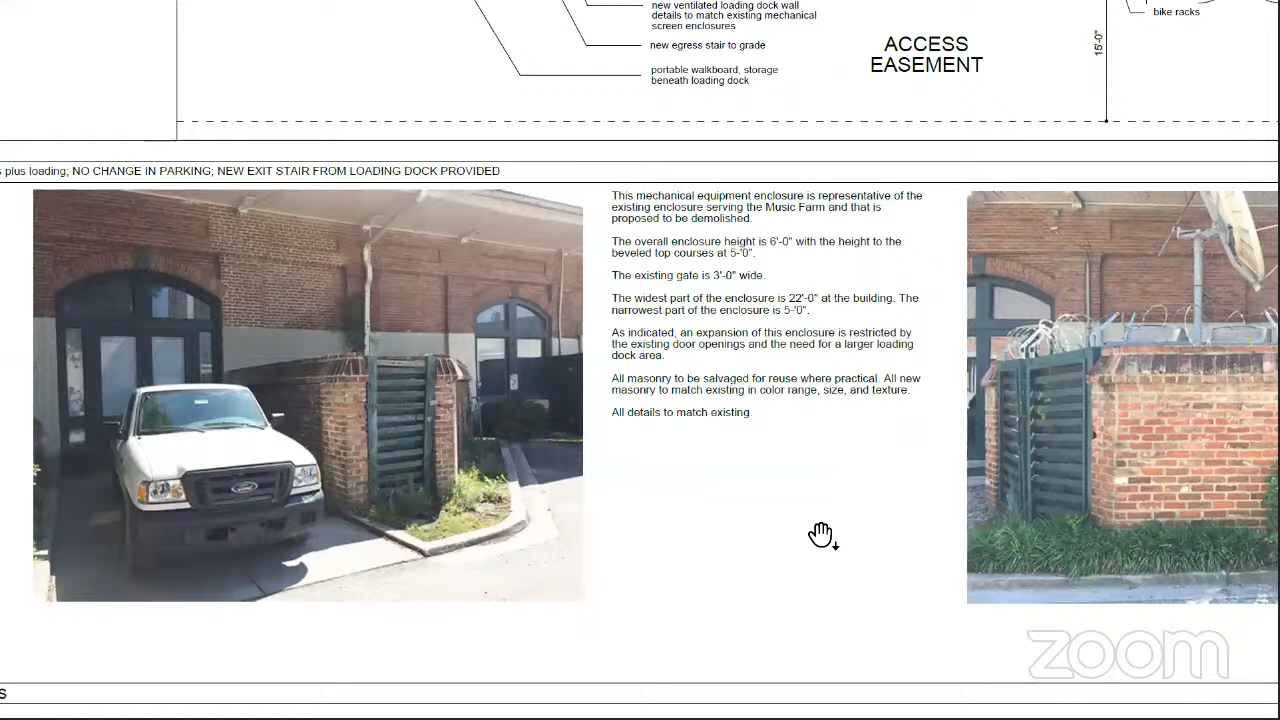 new ventilated loading dock wall
details to match existing mechanical
screen enclosures
new egress stair to grade
portable walkboard, storage
beneath loading dock
ACCESS
EASEMENT
15'-0"
bike racks
plus loading; NO CHANGE IN PARKING; NEW EXIT STAIR FROM LOADING DOCK PROVIDED
This mechanical equipment enclosure is representative of the
existing enclosure serving the Music Farm and that is
proposed to be demolished.
The overall enclosure height is 6'-0" with the height to the
beveled top courses at 5-'0".
The existing gate is 3'-0" wide.
The widest part of the enclosure is 22'-0" at the building. The
narrowest part of the enclosure is 5-'0".
As indicated, an expansion of this enclosure is restricted by
the existing door openings and the need for a larger loading
dock area.
All masonry to be salvaged for reuse where practical. All new
masonry to match existing in color range, size, and texture.
All details to match existing.
Ford
zoom